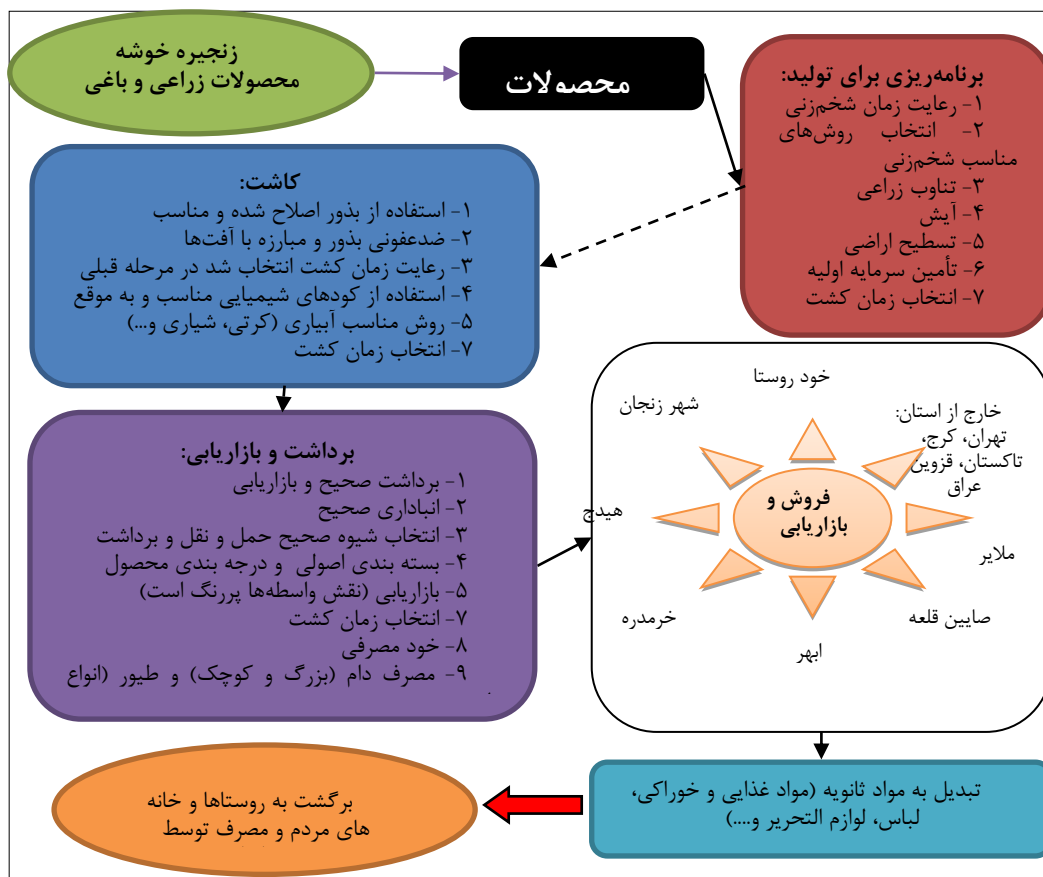 زنجیره خوشه
محصولات زراعی و باغی
محصولات
برنامه‌ریزی برای تولید:
۱- رعایت زمان شخم‌زنی
۲- انتخاب روش‌های
مناسب شخم‌زنی
۳- تناوب زراعی
۴- آیش
۵- تسطیح اراضی
۶- تأمین سرمایه اولیه
۷- انتخاب زمان کشت
کاشت:
۱- استفاده از بذور اصلاح شده و مناسب
۲- ضدعفونی بذور و مبارزه با آفت‌ها
۳- رعایت زمان کشت انتخاب شد در مرحله قبلی
۴- استفاده از کودهای شیمیایی مناسب و به موقع
۵- روش مناسب آبیاری (کرتی، شیاری و...)
۷- انتخاب زمان کشت
برداشت و بازاریابی:
۱- برداشت صحیح و بازاریابی
۲- انباداری صحیح
۳- انتخاب شیوه صحیح حمل و نقل و برداشت
۴- بسته بندی اصولی و درجه بندی محصول
۵- بازاریابی (نقش واسطه‌ها پررنگ است)
۷- انتخاب زمان کشت
۸- خود مصرفی
۹- مصرف دام (بزرگ و کوچک) و طیور (انواع
خود روستا
خارج از استان:
تهران، کرج،
تاکستان، قزوین
عراق
ملایر
صایین قلعه
ابهر
خرمدره
هیدج
شهر زنجان
فروش و
بازاریابی
تبدیل به مواد ثانویه (مواد غذایی و خوراکی،
لباس، لوازم التحریر و....)
برگشت به روستاها و خانه
های مردم و مصرف توسط